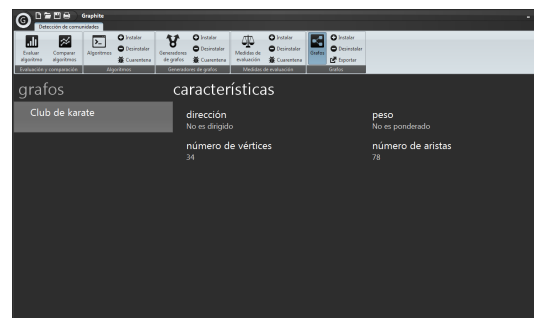 G
Graphite
Detección de comunidades
Evaluar algoritmo
Comparar algoritmos
Evaluación y comparación
Algoritmos
Instalar
Desinstalar
Cuarentena
Algoritmos
Generadores de grafos
Instalar
Desinstalar
Cuarentena
Generadores de grafos
Medidas de evaluación
Instalar
Desinstalar
Cuarentena
Medidas de evaluación
Grafos
Instalar
Desinstalar
Exportar
Grafos
grafos
Club de karate
características
dirección
No es dirigido
peso
No es ponderado
número de vértices
34
número de aristas
78